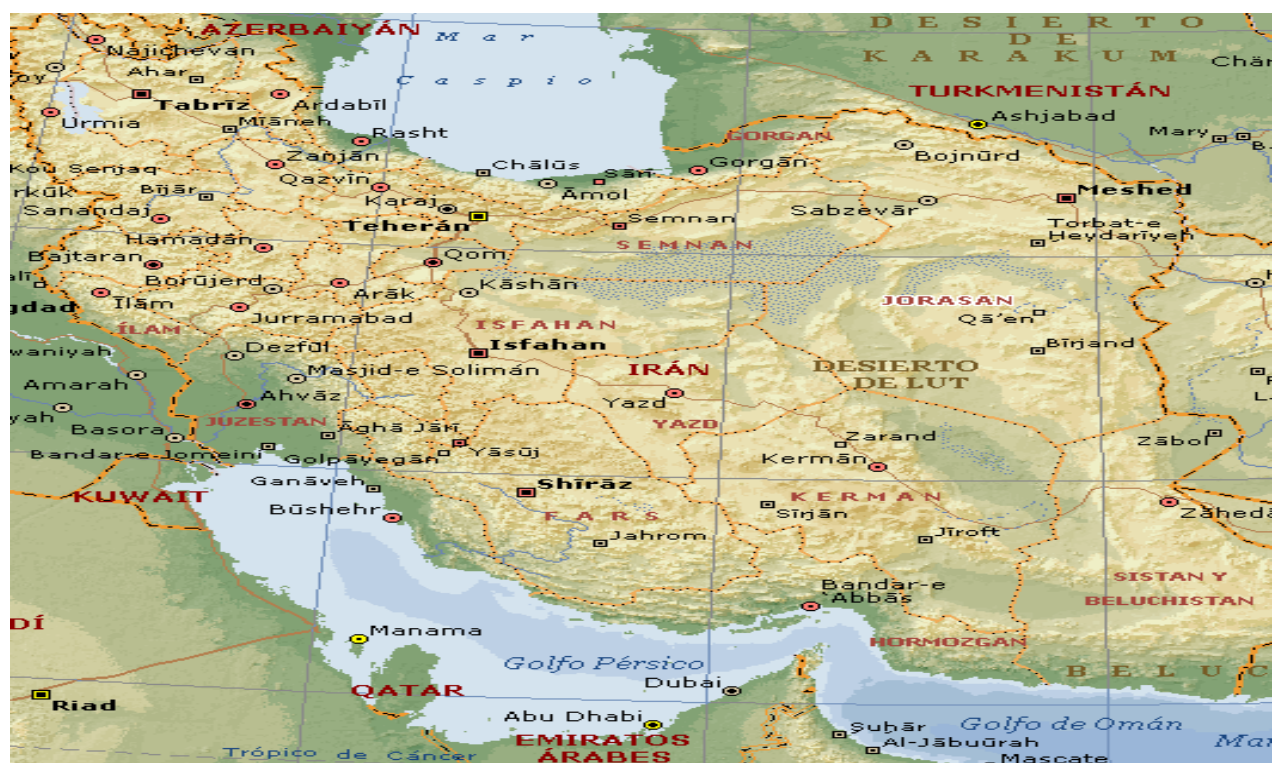 DESIERTO
DE
KARAKUM
AZERBAIYÁN
Mar
Caspio
Najichevan
Ahar
Tabrīz
Ardabīl
Urmia
Mīāneh
Rasht
TURKMENISTÁN
Ashjabad
Mary
GORGAN
Bojnūrd
Zanjān
Chālūs
Sārī
Gorgān
Qazvīn
Āmol
Bījār
Karaj
Sabzevār
Meshed
Sanandaj
Teherán
Semnan
Torbat-e
Heydarīyeh
Hamadān
SEMNAN
Bajtaran
Qom
Borūjerd
Kāshān
Īlām
Arāk
JORASAN
Jurramabad
Qā'en
ÍLAM
ISFAHAN
Dezfūl
Isfahan
Bīrjand
Masjid-e Solimán
IRÁN
DESIERTO
DE LUT
Amarah
Ahvāz
Yazd
JUZESTAN
YAZD
Basora
Āghā Jārī
Zarand
Zābol
Bandar-e Jomeini
Golpāyegān
Yāsūj
Kermān
Ganāveh
Shīrāz
KERMAN
KUWAIT
Būshehr
FARS
Sīrjān
Jahrom
Jīroft
SISTAN Y
BELUCHISTAN
Bandar-e
'Abbās
Manama
HORMOZGAN
Golfo Pérsico
QATAR
Dubai
Riad
Abu Dhabi
Şuḩār
Golfo de Omán
EMIRATOS
ÁRABES
Al-Jābuūrah
Trópico de Cáncer
Mascate